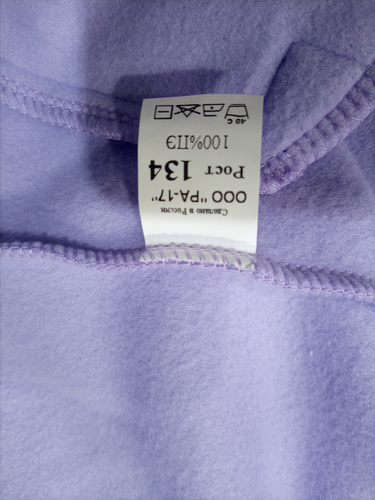 Сделано в России
ООО "РА-17"
Рост 134
100%ПЭ
40 C